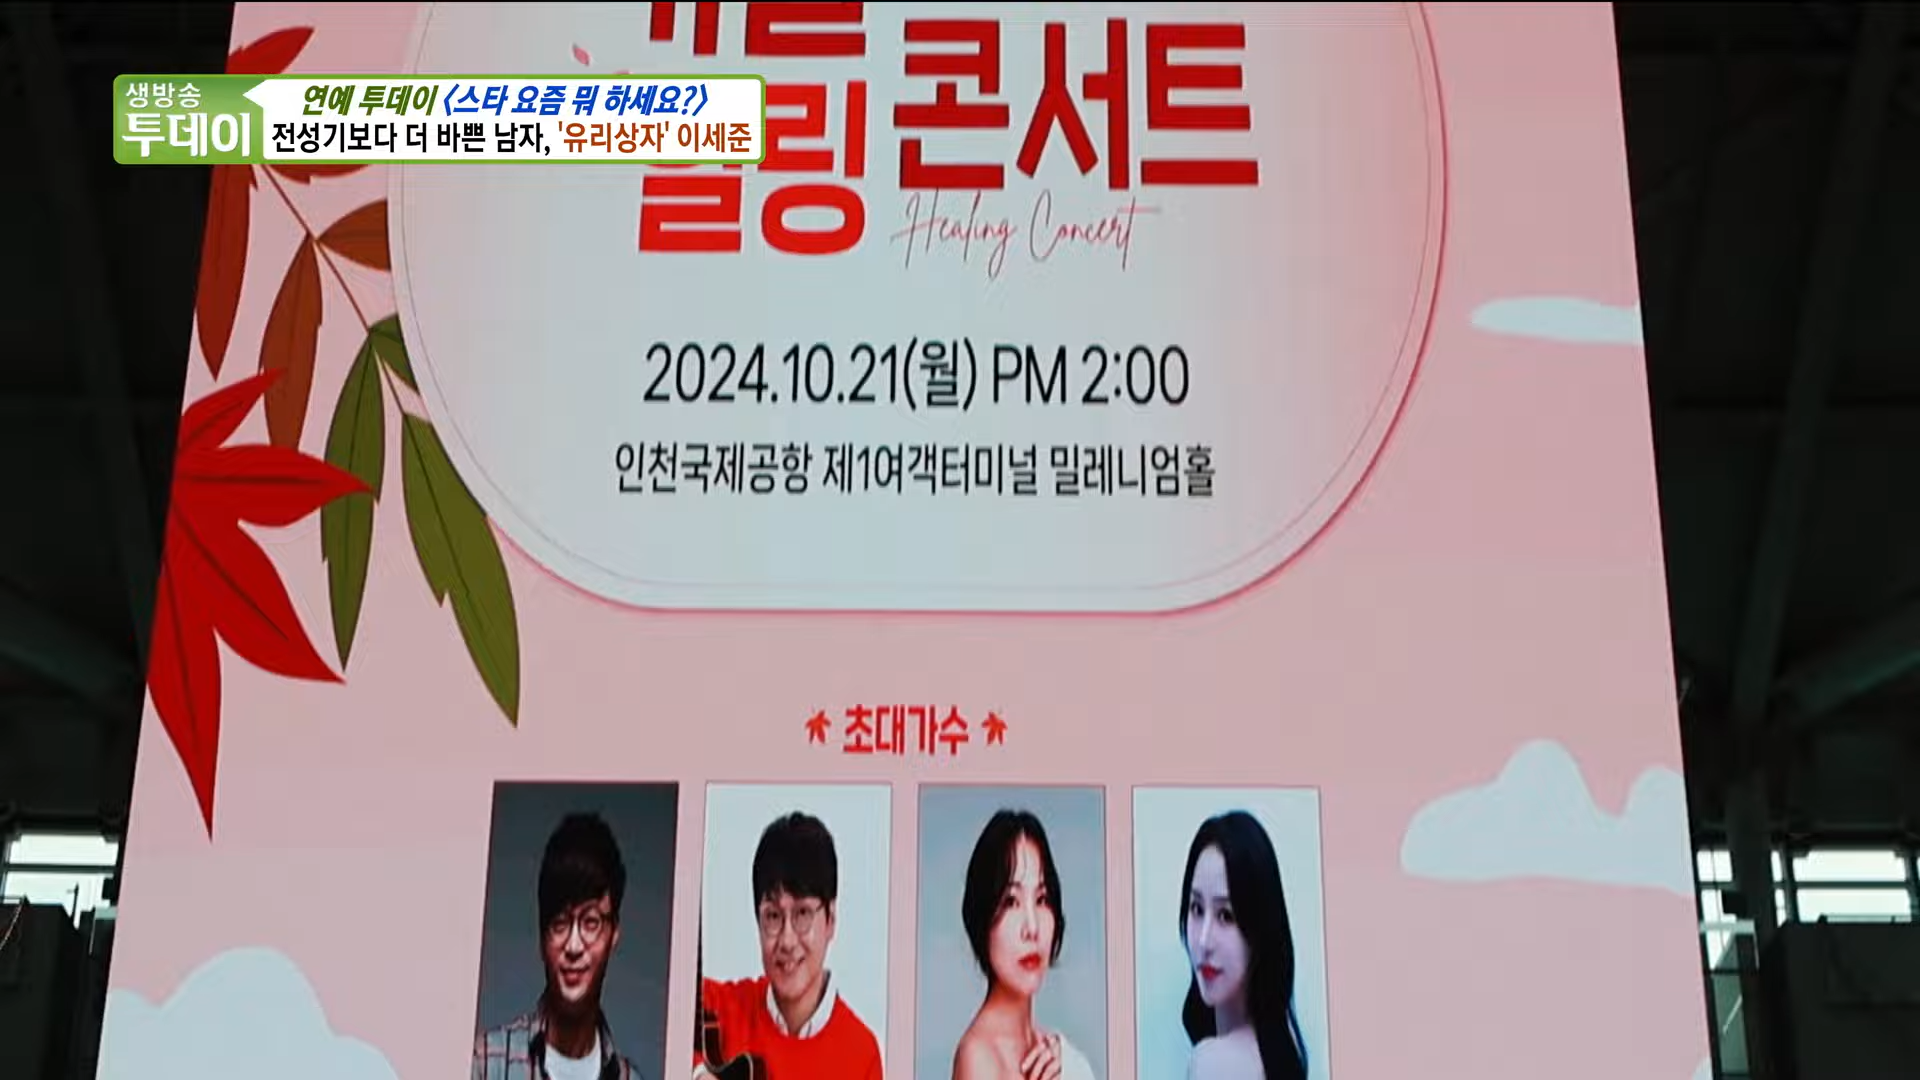 생방송
투데이
연예 투데이 <스타 요즘 뭐 하세요?>
전성기보다 더 바쁜 남자, '유리상자' 이세준
힐링 콘서트
Healing Concert
2024.10.21(월) PM 2:00
인천국제공항 제1여객터미널 밀레니엄홀
초대가수